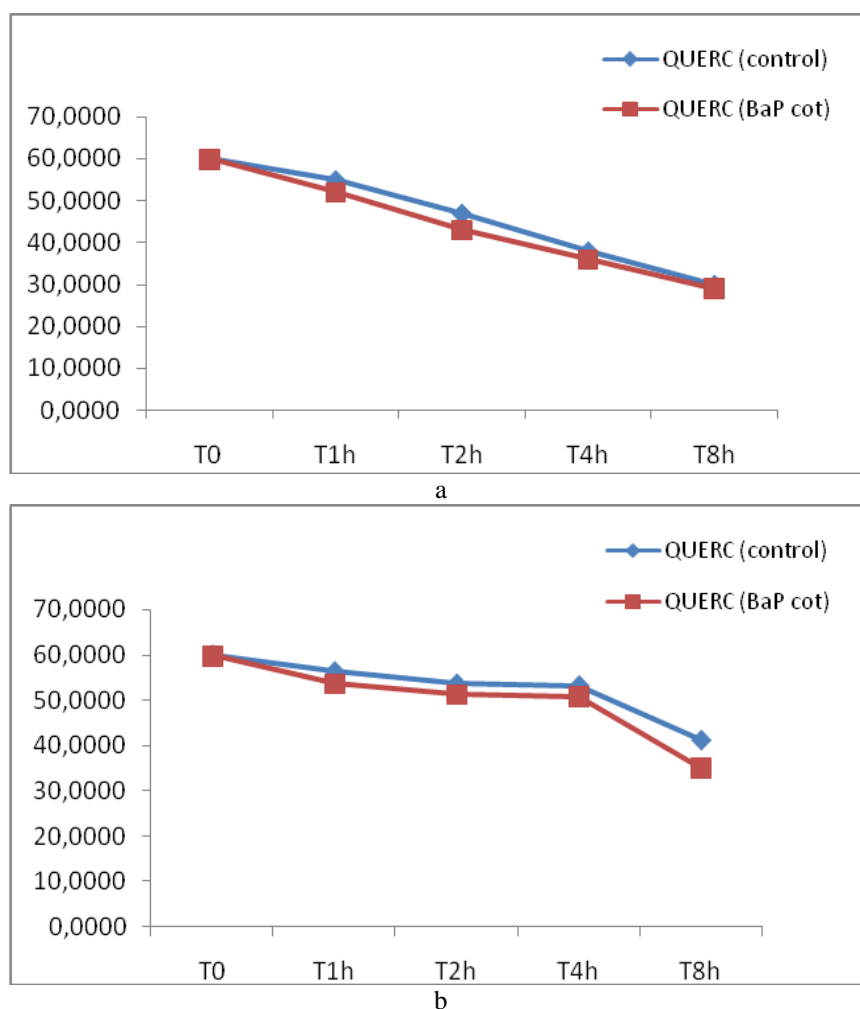 QUERC (control)
QUERC (BaP cot)
70,0000
60,0000
50,0000
40,0000
30,0000
20,0000
10,0000
0,0000
T0 T1h T2h T4h T8h
a
QUERC (control)
QUERC (BaP cot)
70,0000
60,0000
50,0000
40,0000
30,0000
20,0000
10,0000
0,0000
T0 T1h T2h T4h T8h
b